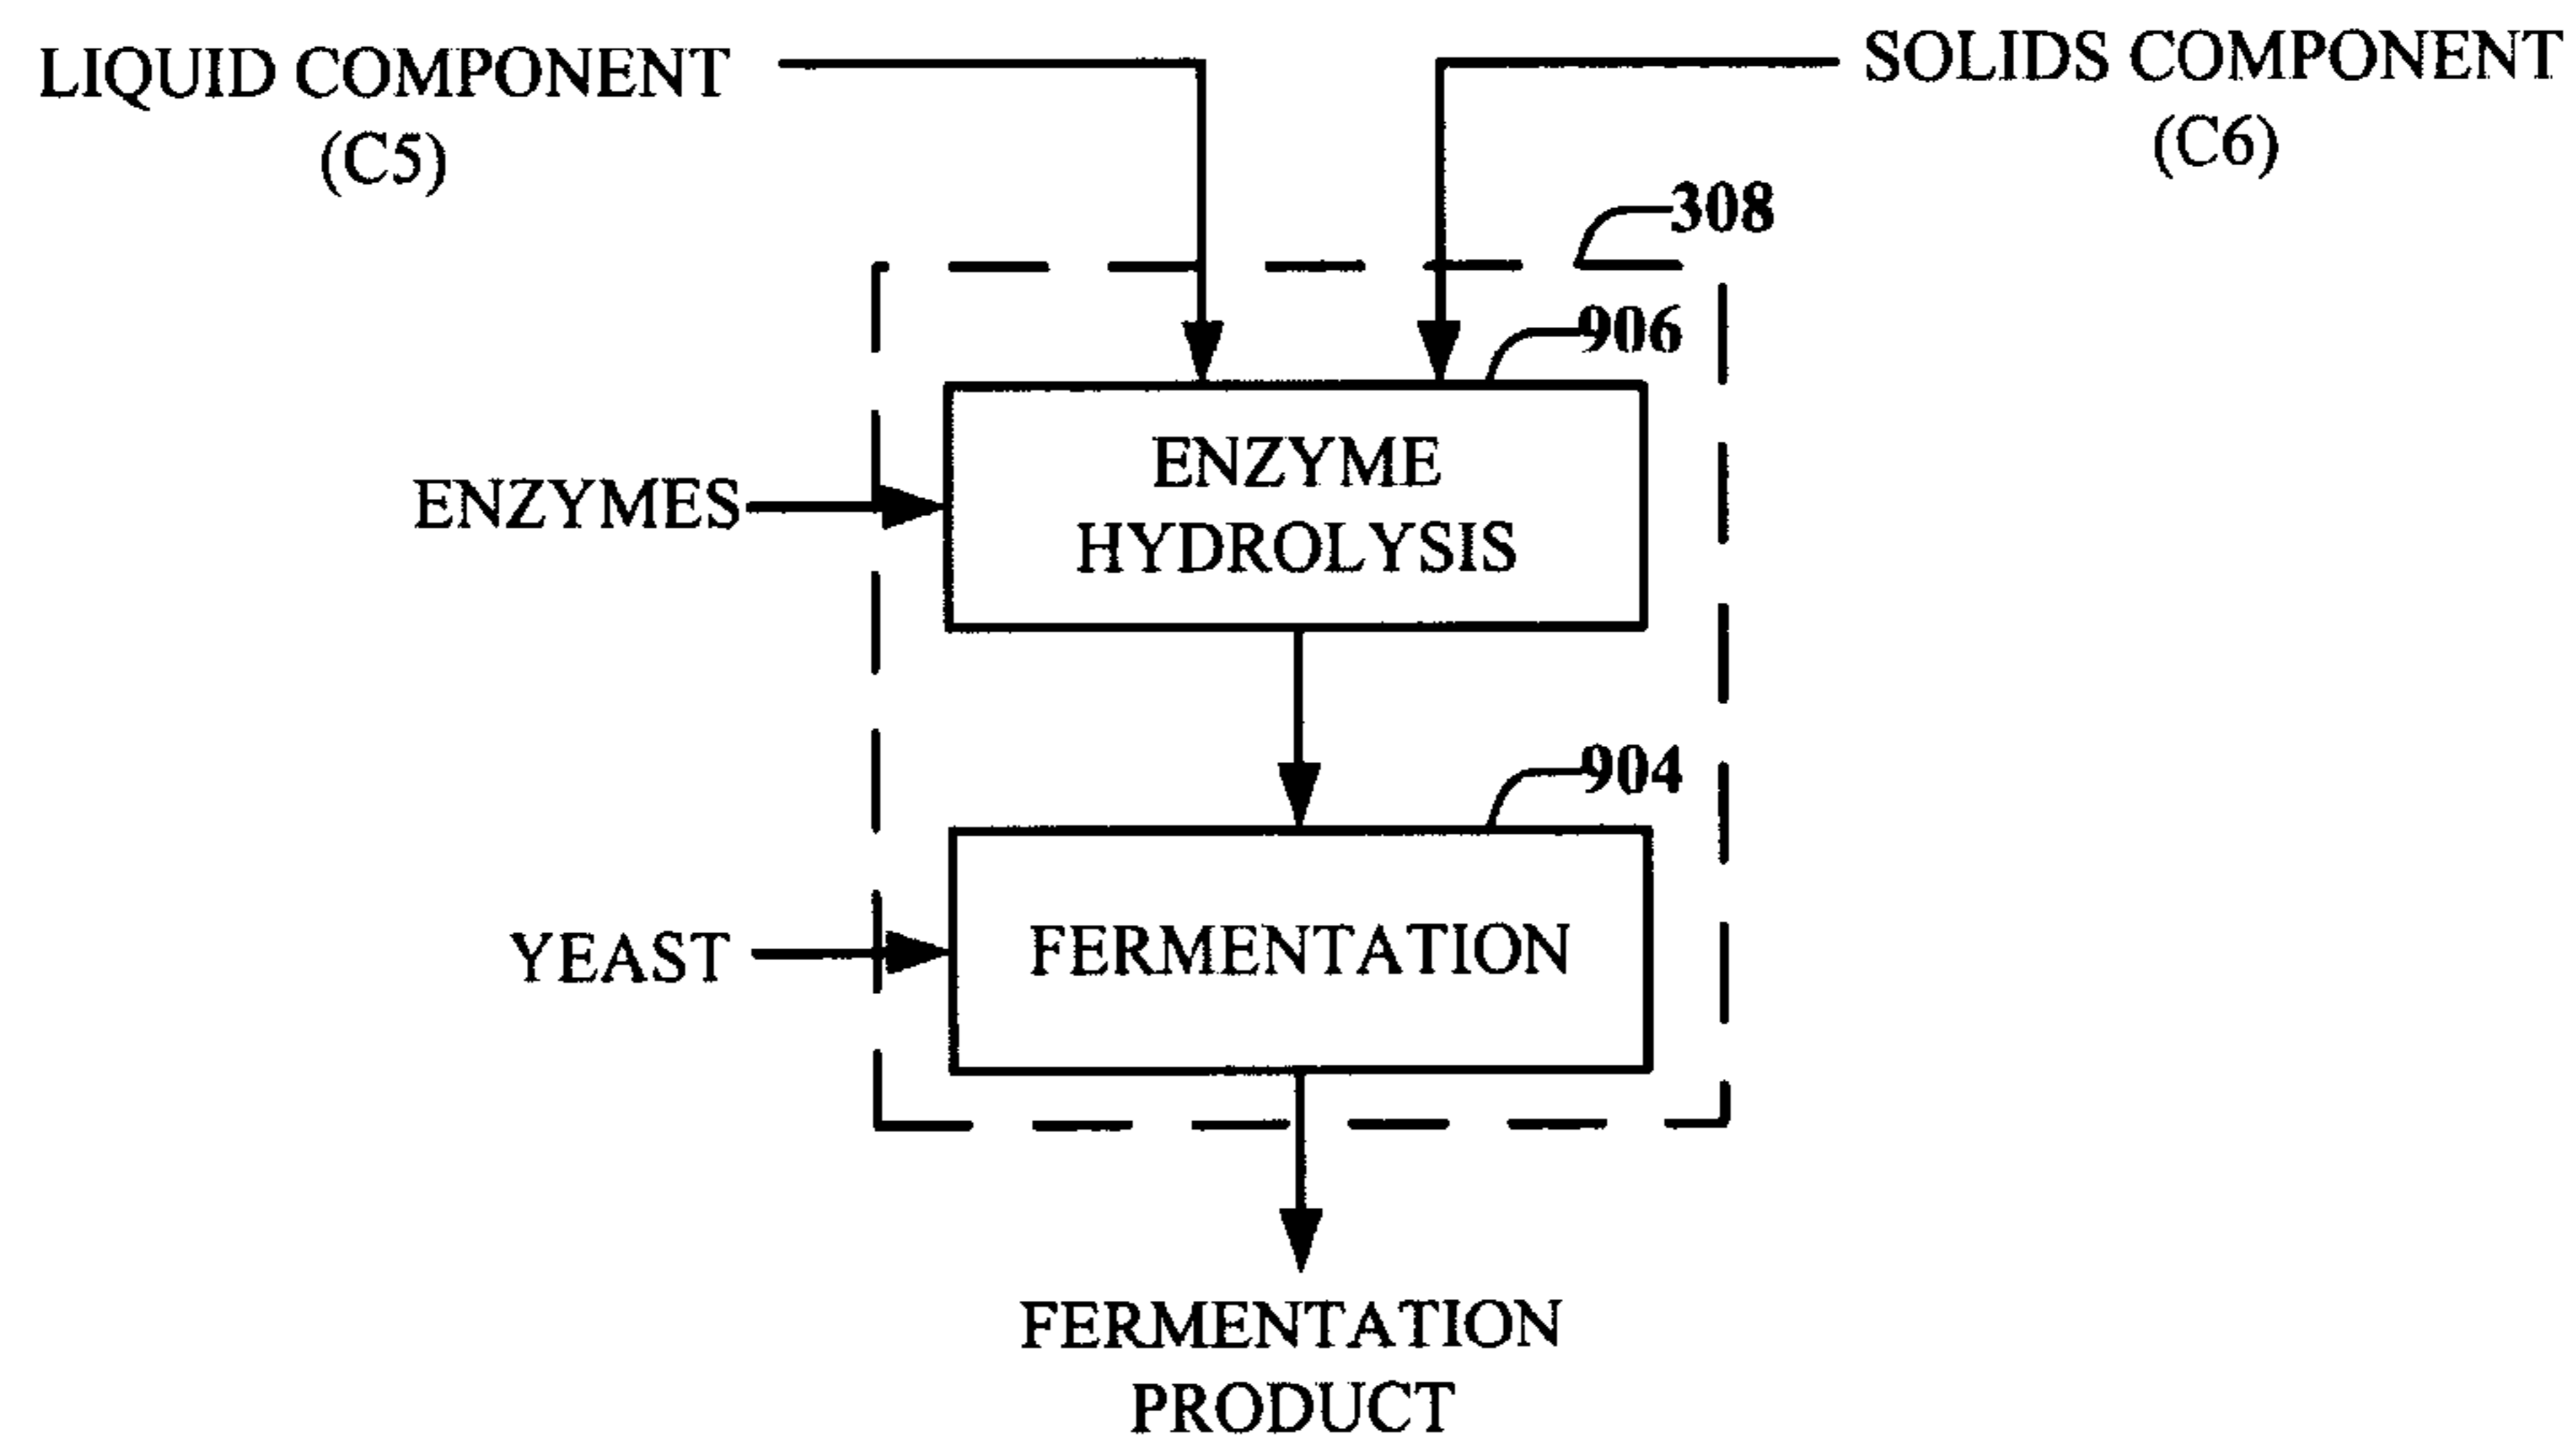 LIQUID COMPONENT
(C5)
SOLIDS COMPONENT
(C6)
308
906
ENZYMES
ENZYME
HYDROLYSIS
904
YEAST
FERMENTATION
FERMENTATION
PRODUCT